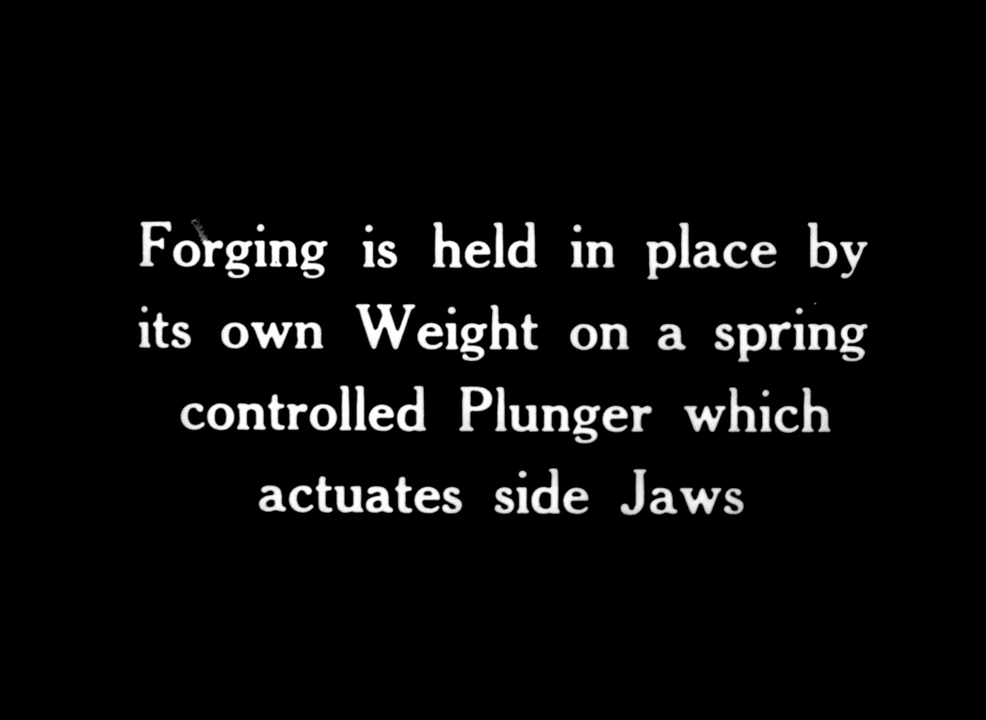 Forging is held in place by
its own Weight on a spring
controlled Plunger which
actuates side Jaws